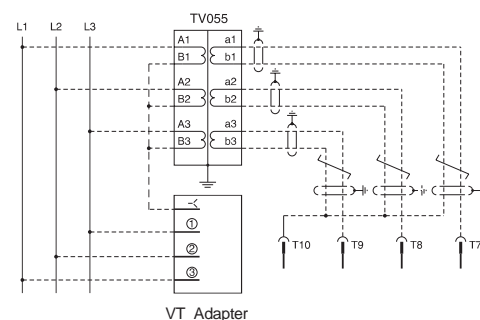 TV055
L1 L2 L3
A1 a1
B1 b1
A2 a2
B2 b2
A3 a3
B3 b3
①
②
③
T10 T9 T8 T7
VT Adapter